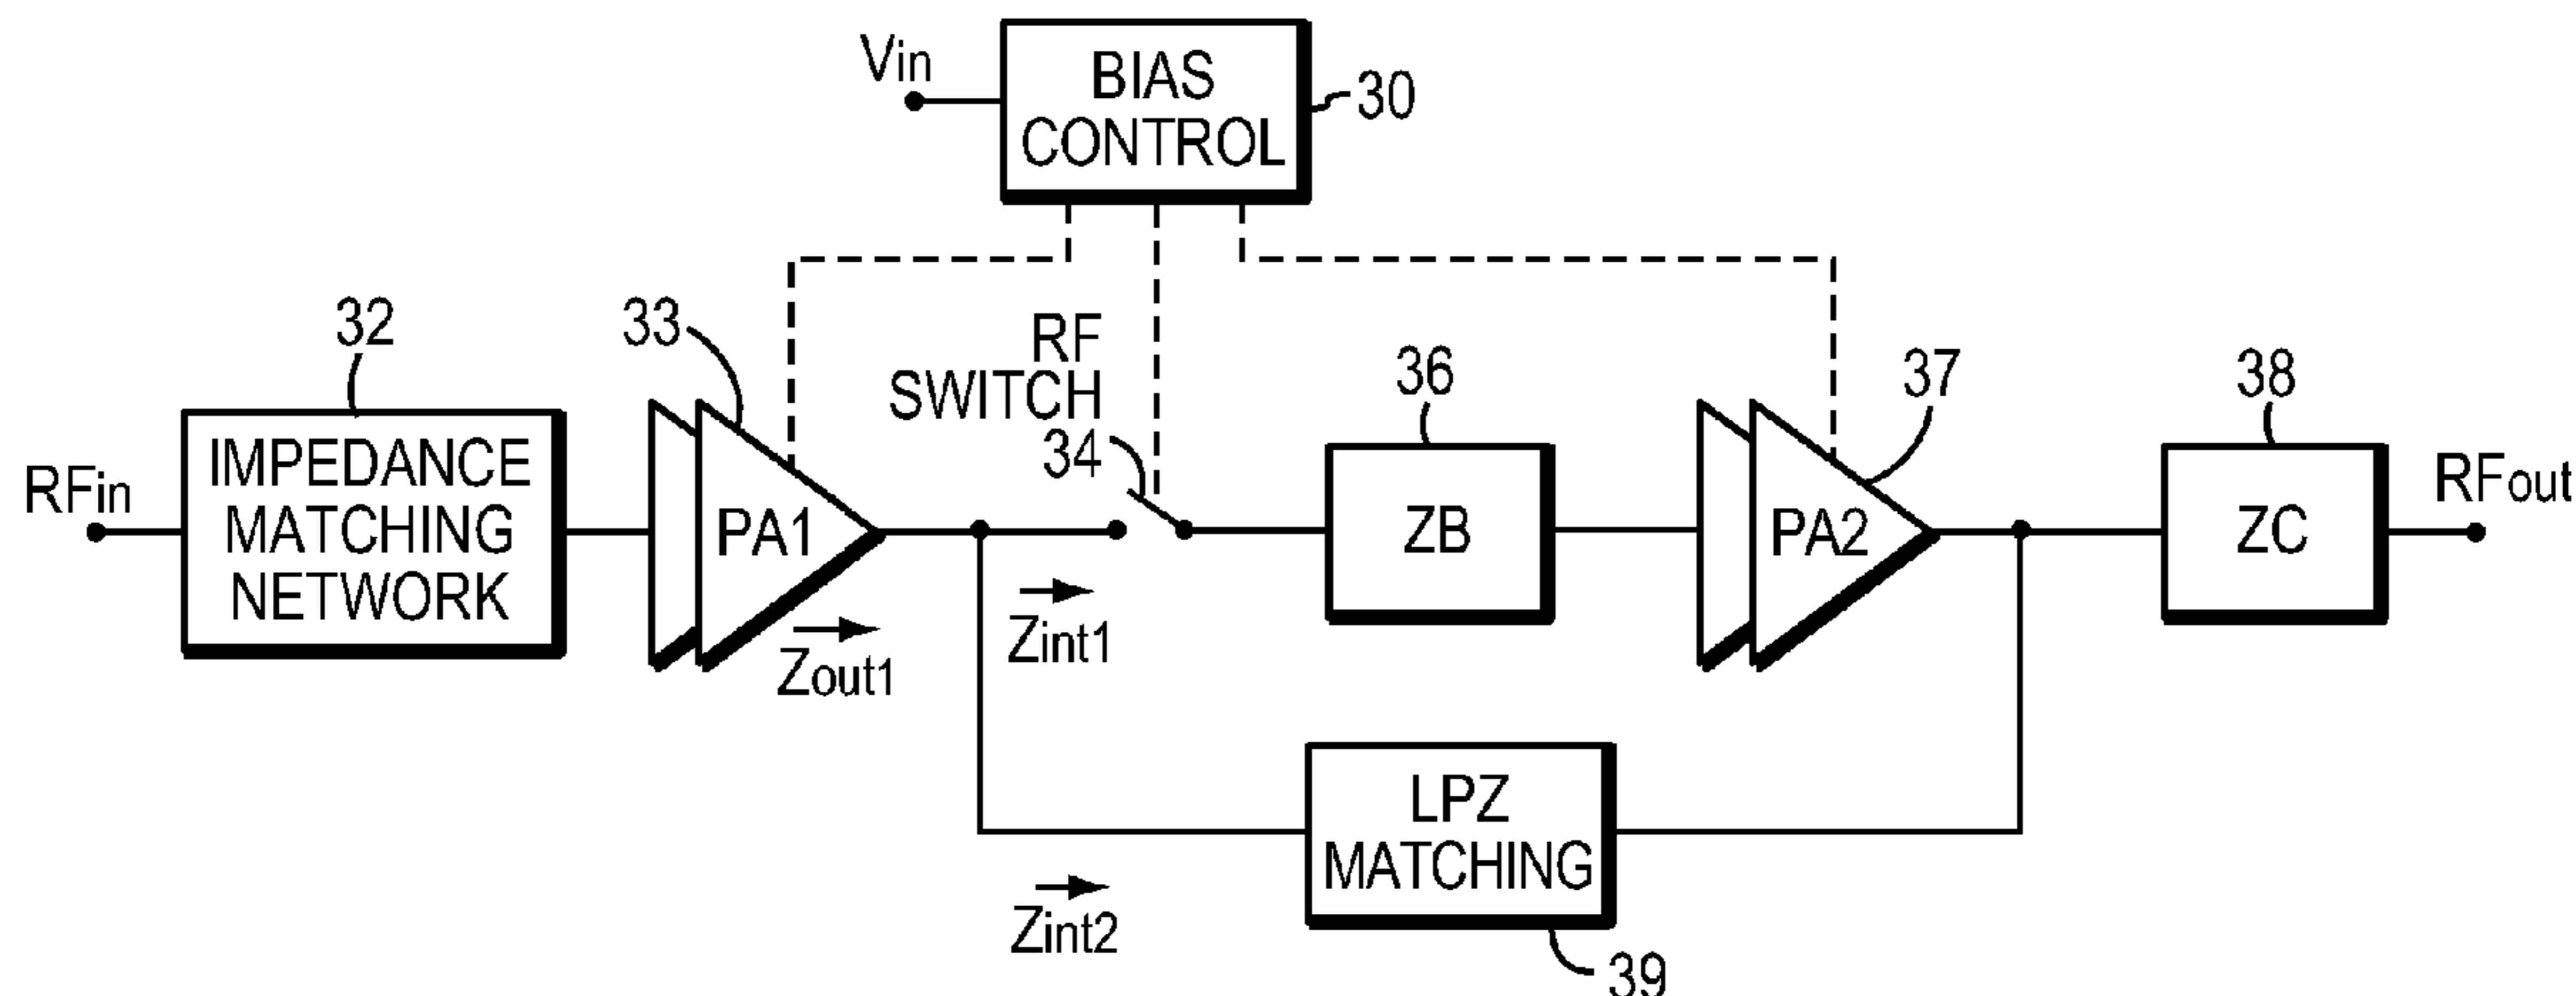 Vin
BIAS
CONTROL
30
32
33
RF
SWITCH
34
36
37
38
RFin
IMPEDANCE
MATCHING
NETWORK
PA1
ZB
PA2
ZC
RFout
Zout1
Zint1
LPZ
MATCHING
Zint2
39